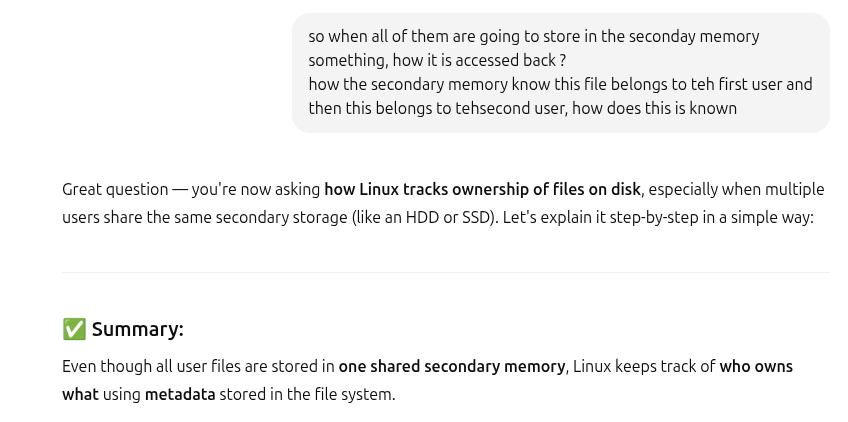 so when all of them are going to store in the seconday memory
something, how it is accessed back ?
how the secondary memory know this file belongs to teh first user and
then this belongs to tehsecond user, how does this is known
Great question — you're now asking how Linux tracks ownership of files on disk, especially when multiple
users share the same secondary storage (like an HDD or SSD). Let's explain it step-by-step in a simple way:
✅ Summary:
Even though all user files are stored in one shared secondary memory, Linux keeps track of who owns
what using metadata stored in the file system.